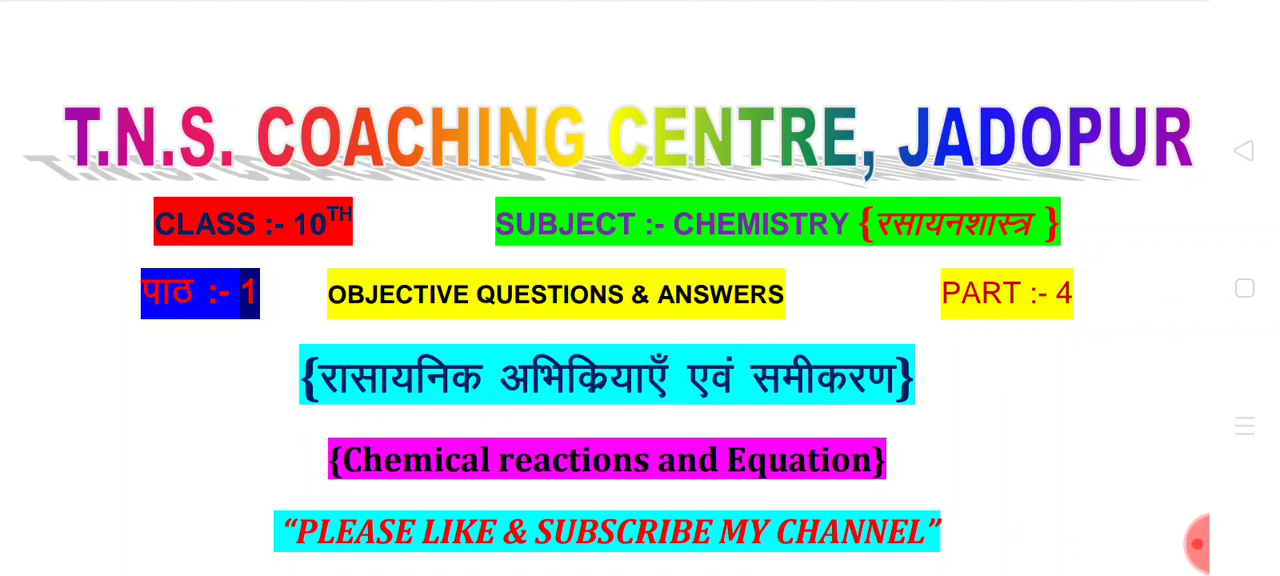 T.N.S. COACHING CENTRE, JADOPUR
CLASS :- 10TH SUBJECT :- CHEMISTRY {रसायनशास्त्र }
पाठ :- 1 OBJECTIVE QUESTIONS & ANSWERS PART :- 4
{रासायनिक अभिक्रियाएँ एवं समीकरण}
{Chemical reactions and Equation}
“PLEASE LIKE & SUBSCRIBE MY CHANNEL”